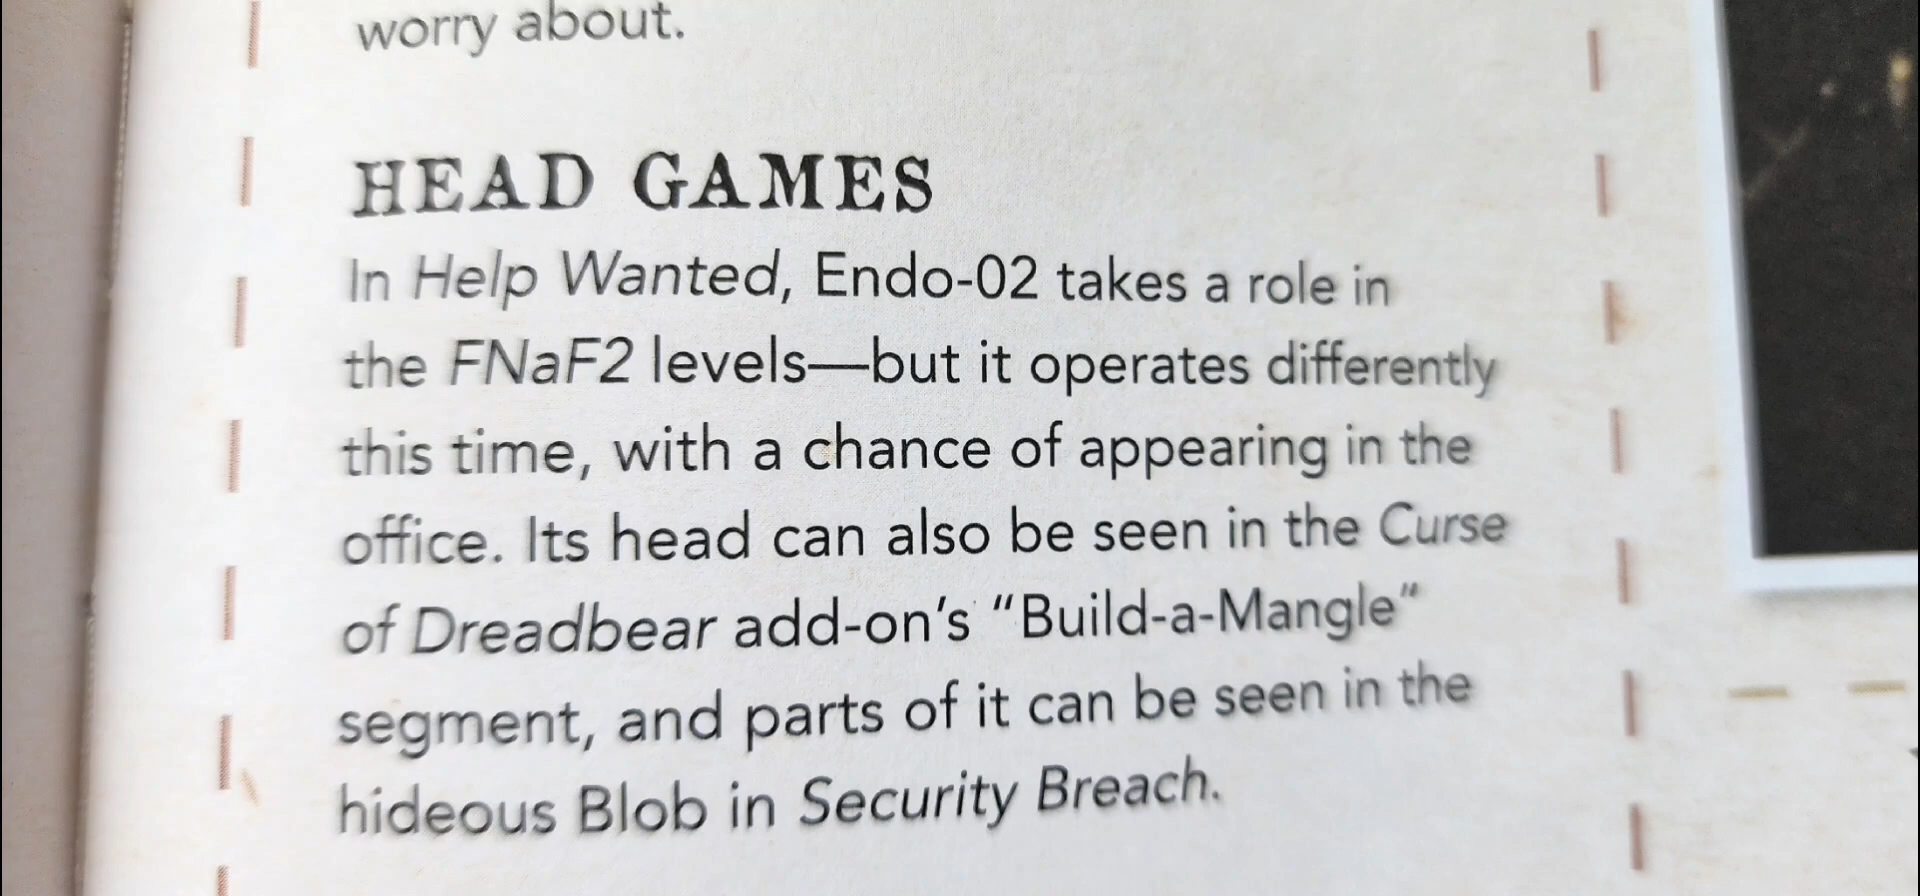 worry about.
HEAD GAMES
In Help Wanted, Endo-02 takes a role in
the FNaF2 levels—but it operates differently
this time, with a chance of appearing in the
office. Its head can also be seen in the Curse
of Dreadbear add-on's “Build-a-Mangle”
segment, and parts of it can be seen in the
hideous Blob in Security Breach.